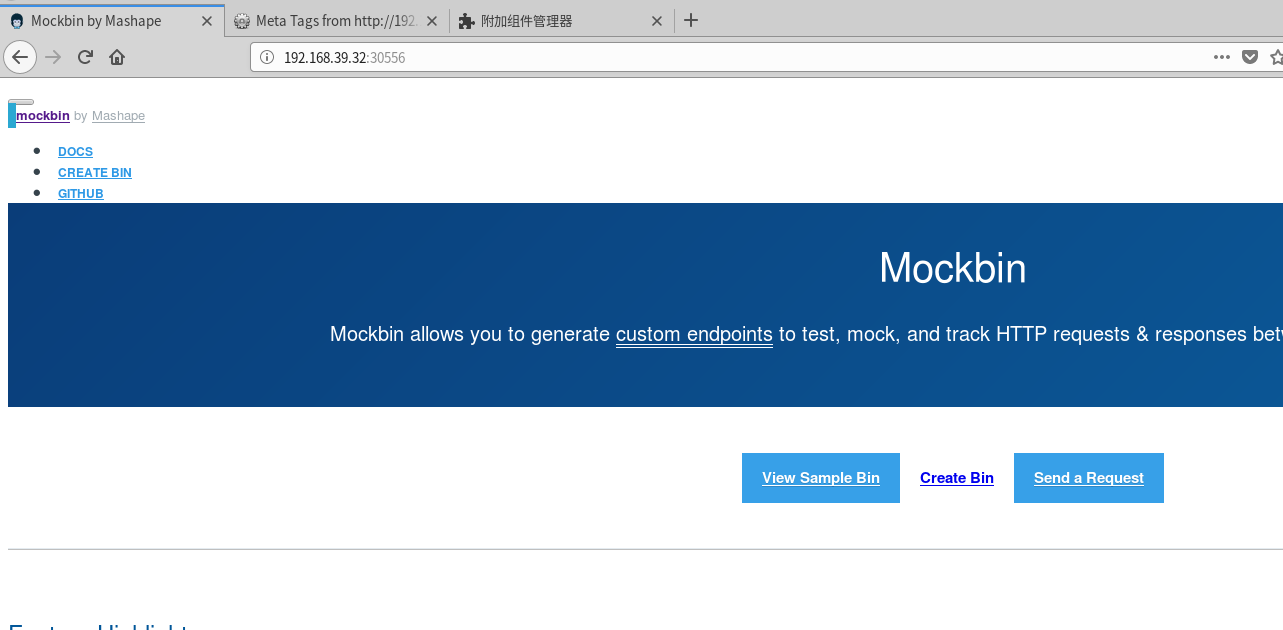 Mockbin by Mashape
Meta Tags from http://192.
附加组件管理器
192.168.39.32:30556
mockbin by Mashape
DOCS
CREATE BIN
GITHUB
Mockbin
Mockbin allows you to generate custom endpoints to test, mock, and track HTTP requests & responses
View Sample Bin
Create Bin
Send a Request